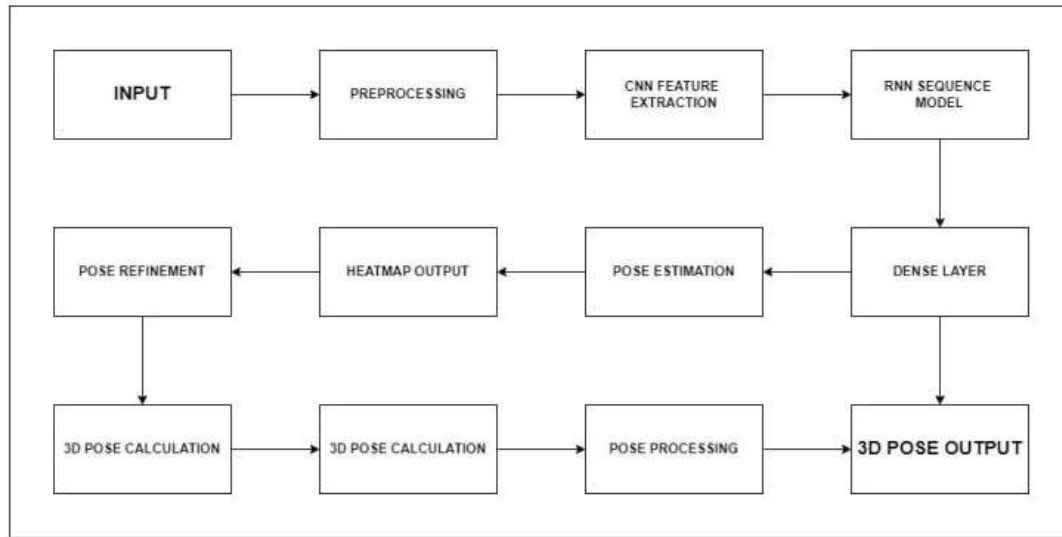 INPUT
PREPROCESSING
CNN FEATURE
EXTRACTION
RNN SEQUENCE
MODEL
POSE REFINEMENT
HEATMAP OUTPUT
POSE ESTIMATION
DENSE LAYER
3D POSE CALCULATION
3D POSE CALCULATION
POSE PROCESSING
3D POSE OUTPUT